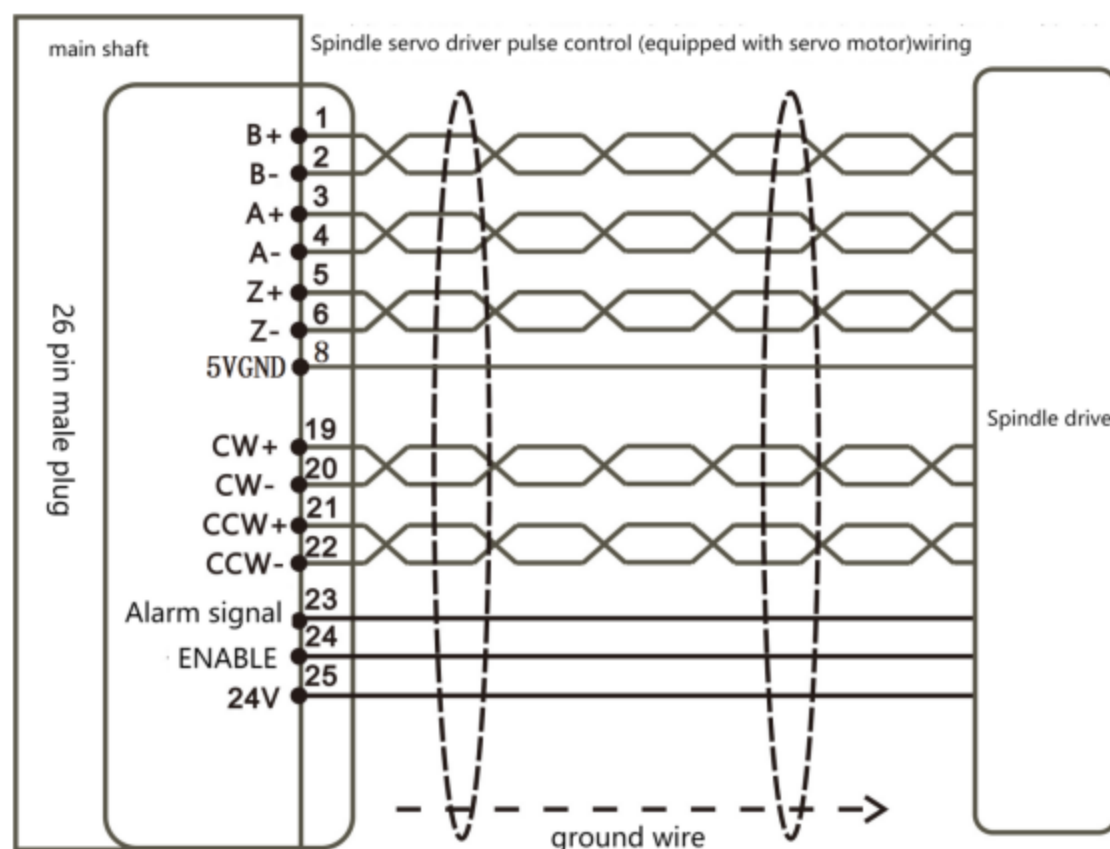 main shaft
Spindle servo driver pulse control (equipped with servo motor)wiring
B+ 1
B- 2
A+ 3
A- 4
Z+ 5
Z- 6
5VGND 8
CW+ 19
CW- 20
CCW+ 21
CCW- 22
Alarm signal 23
ENABLE 24
24V 25
26 pin male plug
Spindle drive
ground wire